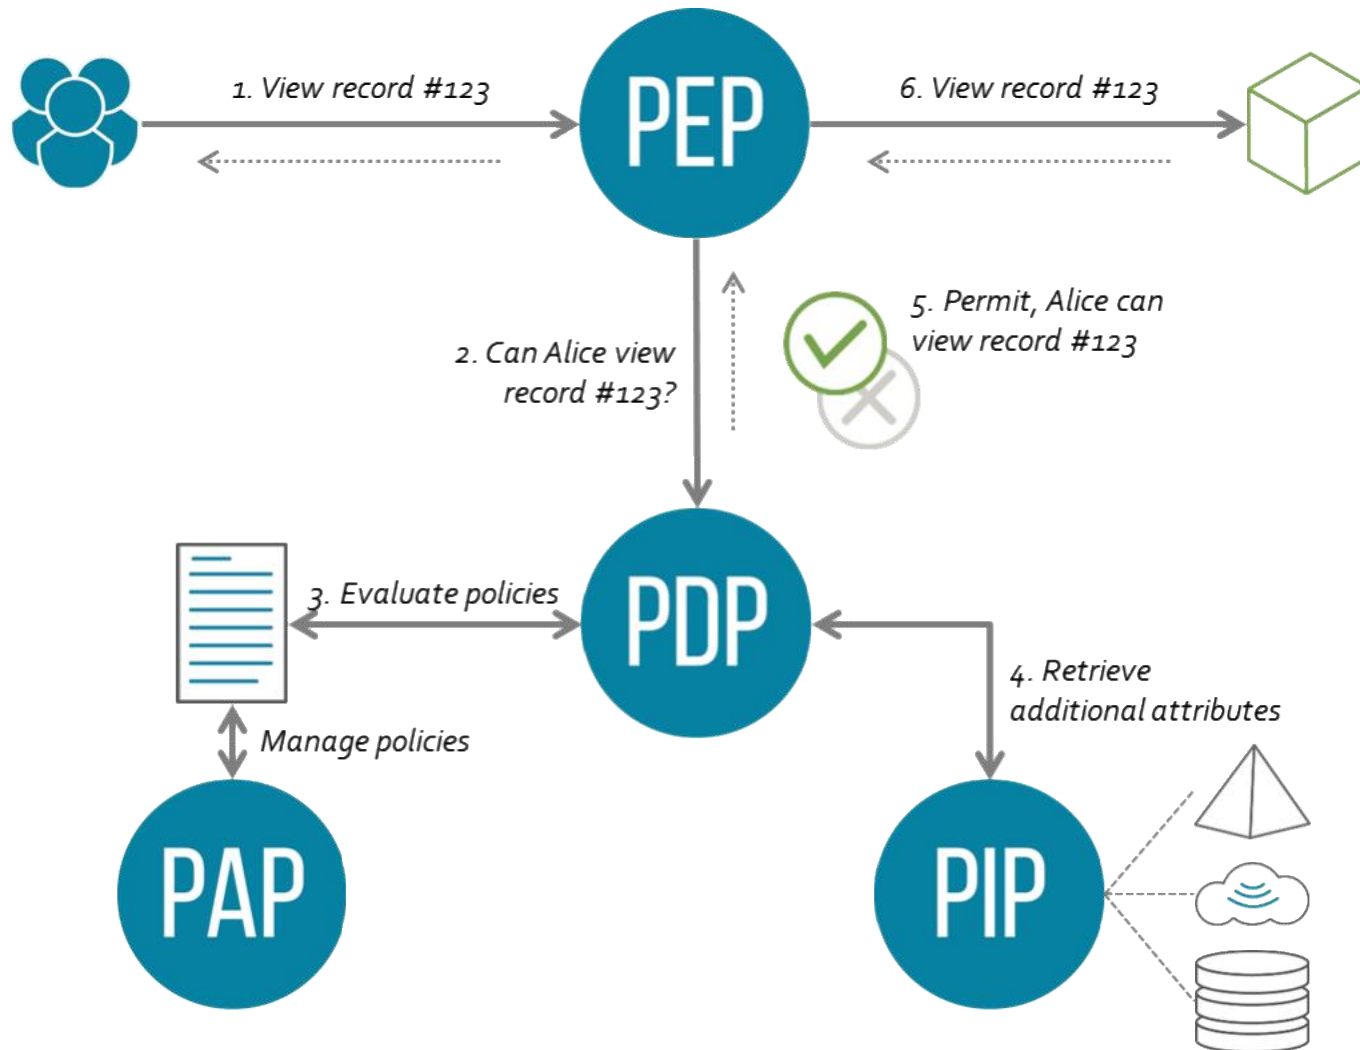 1. View record #123
PEP
6. View record #123
5. Permit, Alice can
view record #123
2. Can Alice view
record #123?
3. Evaluate policies
PDP
4. Retrieve
additional attributes
Manage policies
PAP
PIP